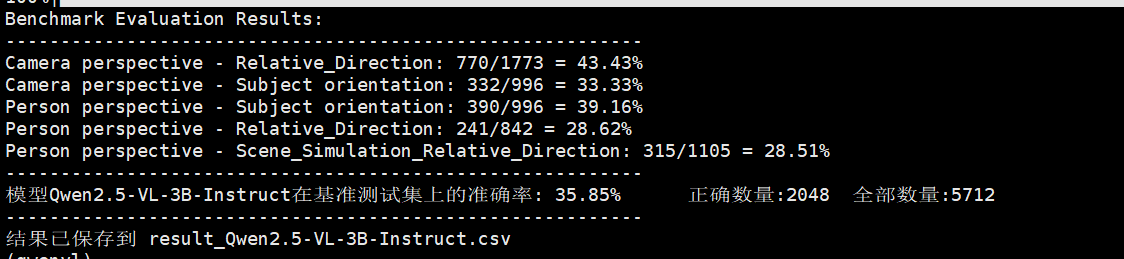 100%|
Benchmark Evaluation Results:
---------------------------------------------------------
Camera perspective - Relative_Direction: 770/1773 = 43.43%
Camera perspective - Subject orientation: 332/996 = 33.33%
Person perspective - Subject orientation: 390/996 = 39.16%
Person perspective - Relative_Direction: 241/842 = 28.62%
Person perspective - Scene_Simulation_Relative_Direction: 315/1105 = 28.51%
---------------------------------------------------------
模型Qwen2.5-VL-3B-Instruct在基准测试集上的准确率: 35.85% 正确数量:2048 全部数量:5712
---------------------------------------------------------
结果已保存到 result_Qwen2.5-VL-3B-Instruct.csv